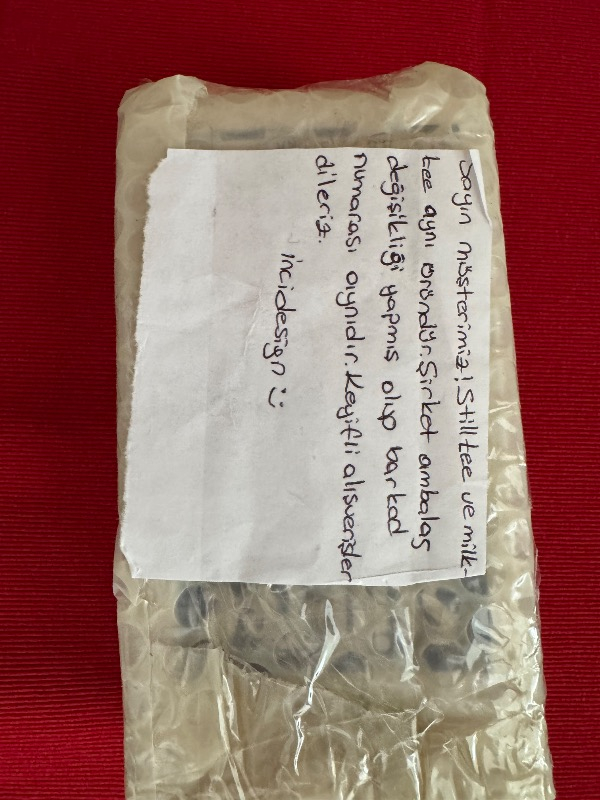 Sayın müşterimiz! Stilltee ve milk-
tee aynı üründür. Şirket ambalaş
değişikliği yapmış olup barkod
numarası aynıdır. Keyifli alışverişler
dileriz.
incidesign :)